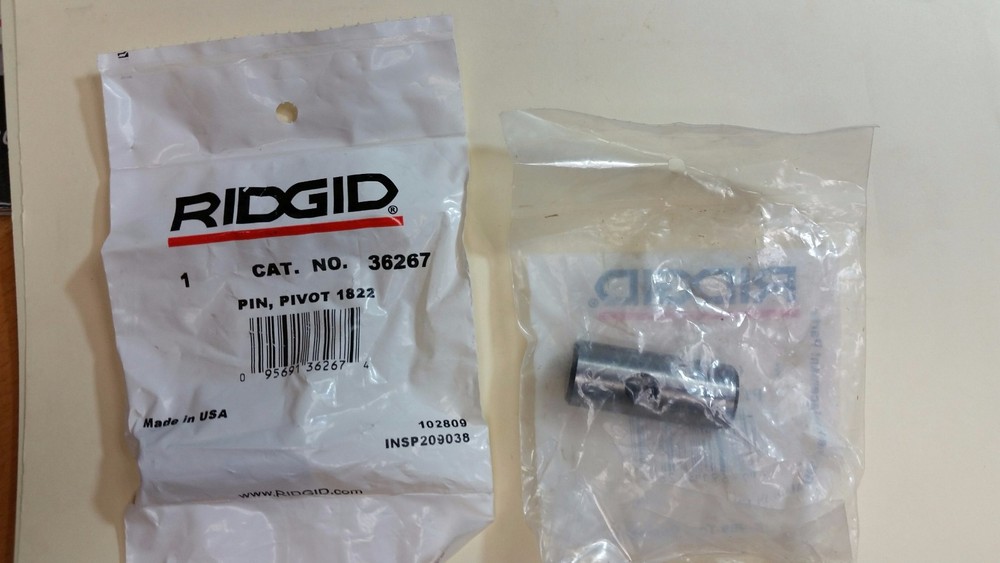 RIDGID®
1 CAT. NO. 36267
PIN, PIVOT 1822
0 95691 36267 4
Made in USA
102809
INSP209038
www.RIDGID.com
RIDGID